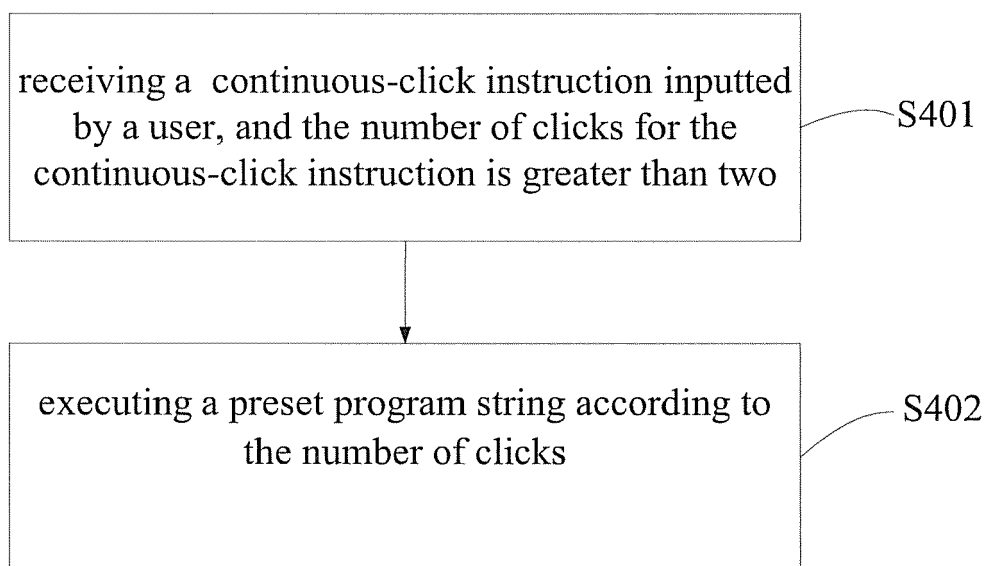 receiving a continuous-click instruction inputted
by a user, and the number of clicks for the
continuous-click instruction is greater than two
S401
executing a preset program string according to
the number of clicks
S402